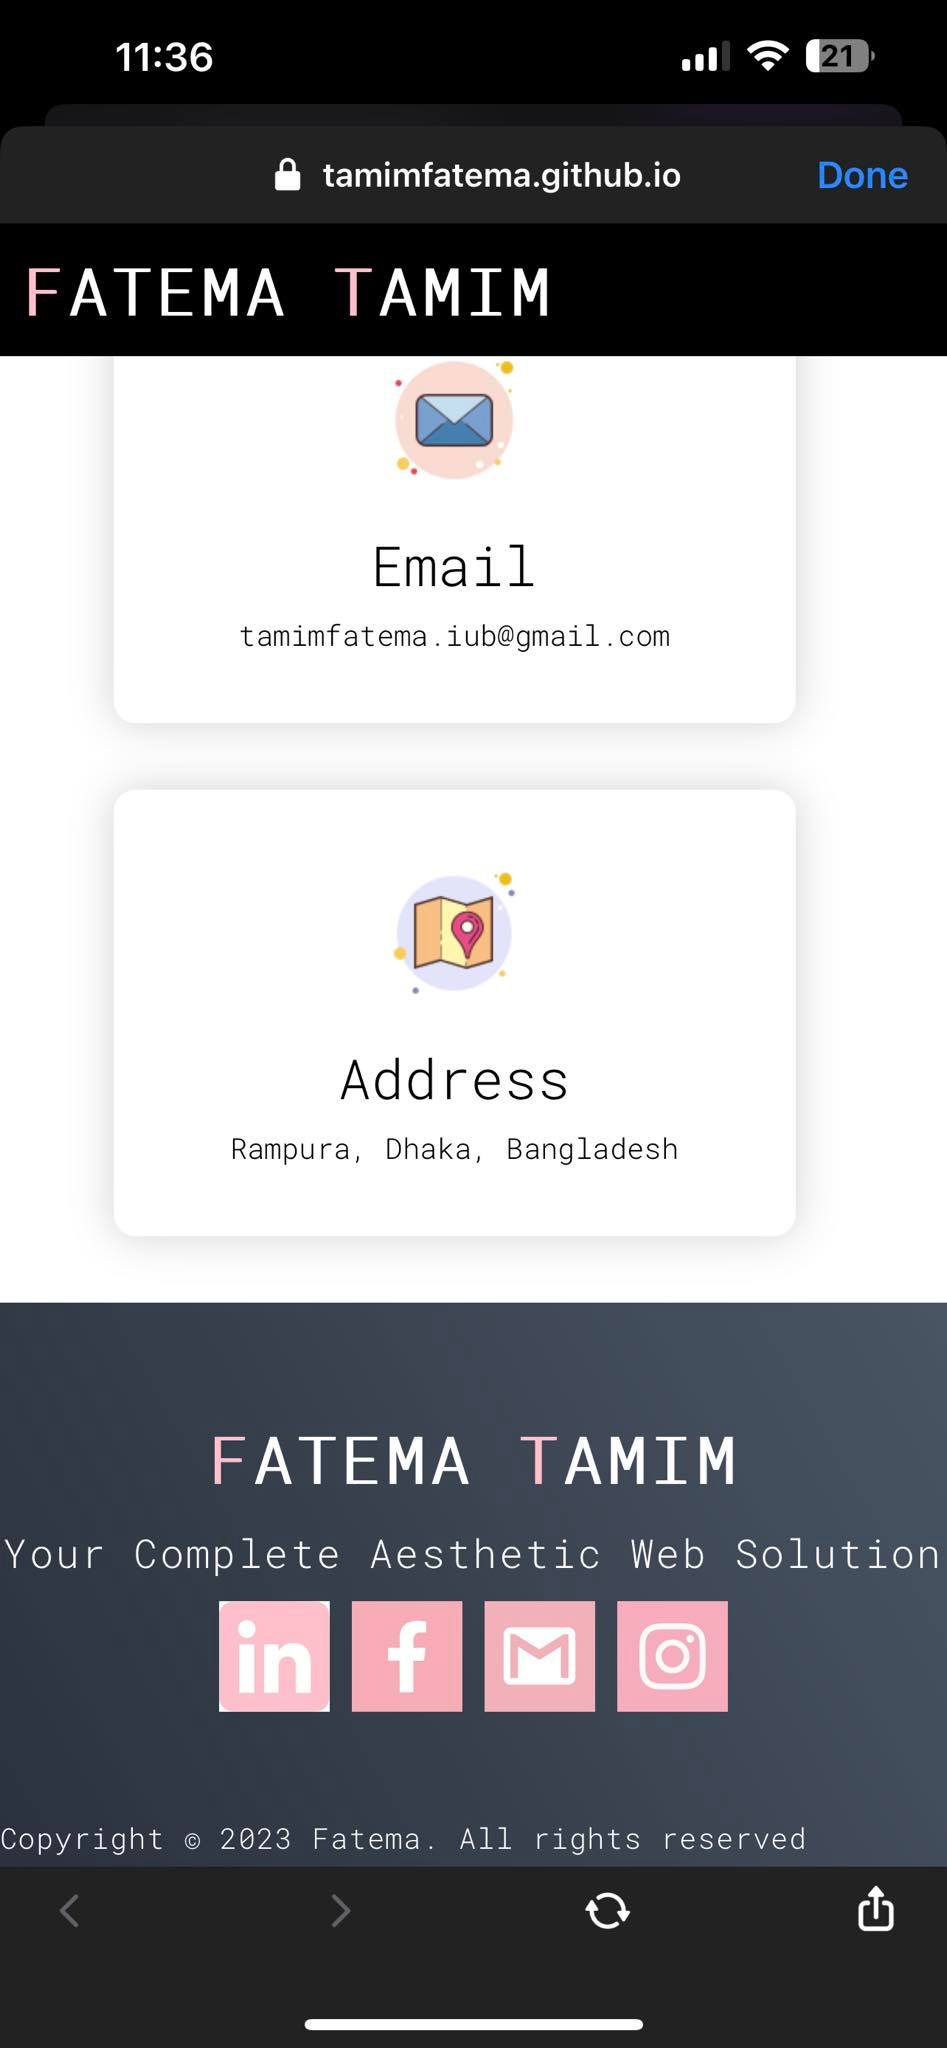 11:36
21
tamimfatema.github.io
Done
FATEMA TAMIM
Email
tamimfatema.iub@gmail.com
Address
Rampura, Dhaka, Bangladesh
FATEMA TAMIM
Your Complete Aesthetic Web Solution
in f M
Copyright © 2023 Fatema. All rights reserved